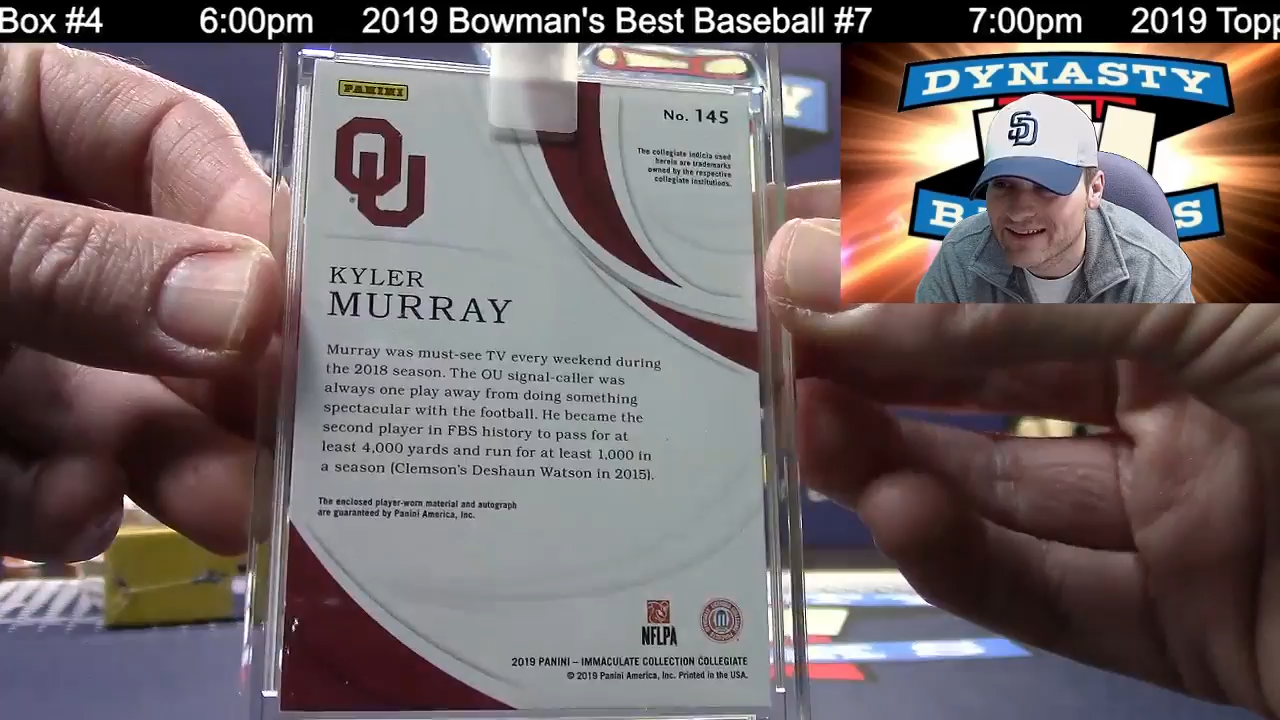 Box #4 6:00pm 2019 Bowman's Best Baseball #7 7:00pm 2019 Topp
DYNASTY
SD
PANINI
OU
No. 145
The collegiate indicia used
herein are trademarks
owned by the respective
collegiate institutions.
KYLER
MURRAY
Murray was must-see TV every weekend during
the 2018 season. The OU signal-caller was
always one play away from doing something
spectacular with the football. He became the
second player in FBS history to pass for at
least 4,000 yards and run for at least 1,000 in
a season (Clemson's Deshaun Watson in 2015).
The enclosed player-worn material and autograph
are guaranteed by Panini America, Inc.
NFLPA
2019 PANINI – IMMACULATE COLLECTION COLLEGIATE
© 2019 Panini America, Inc. Printed in the USA.